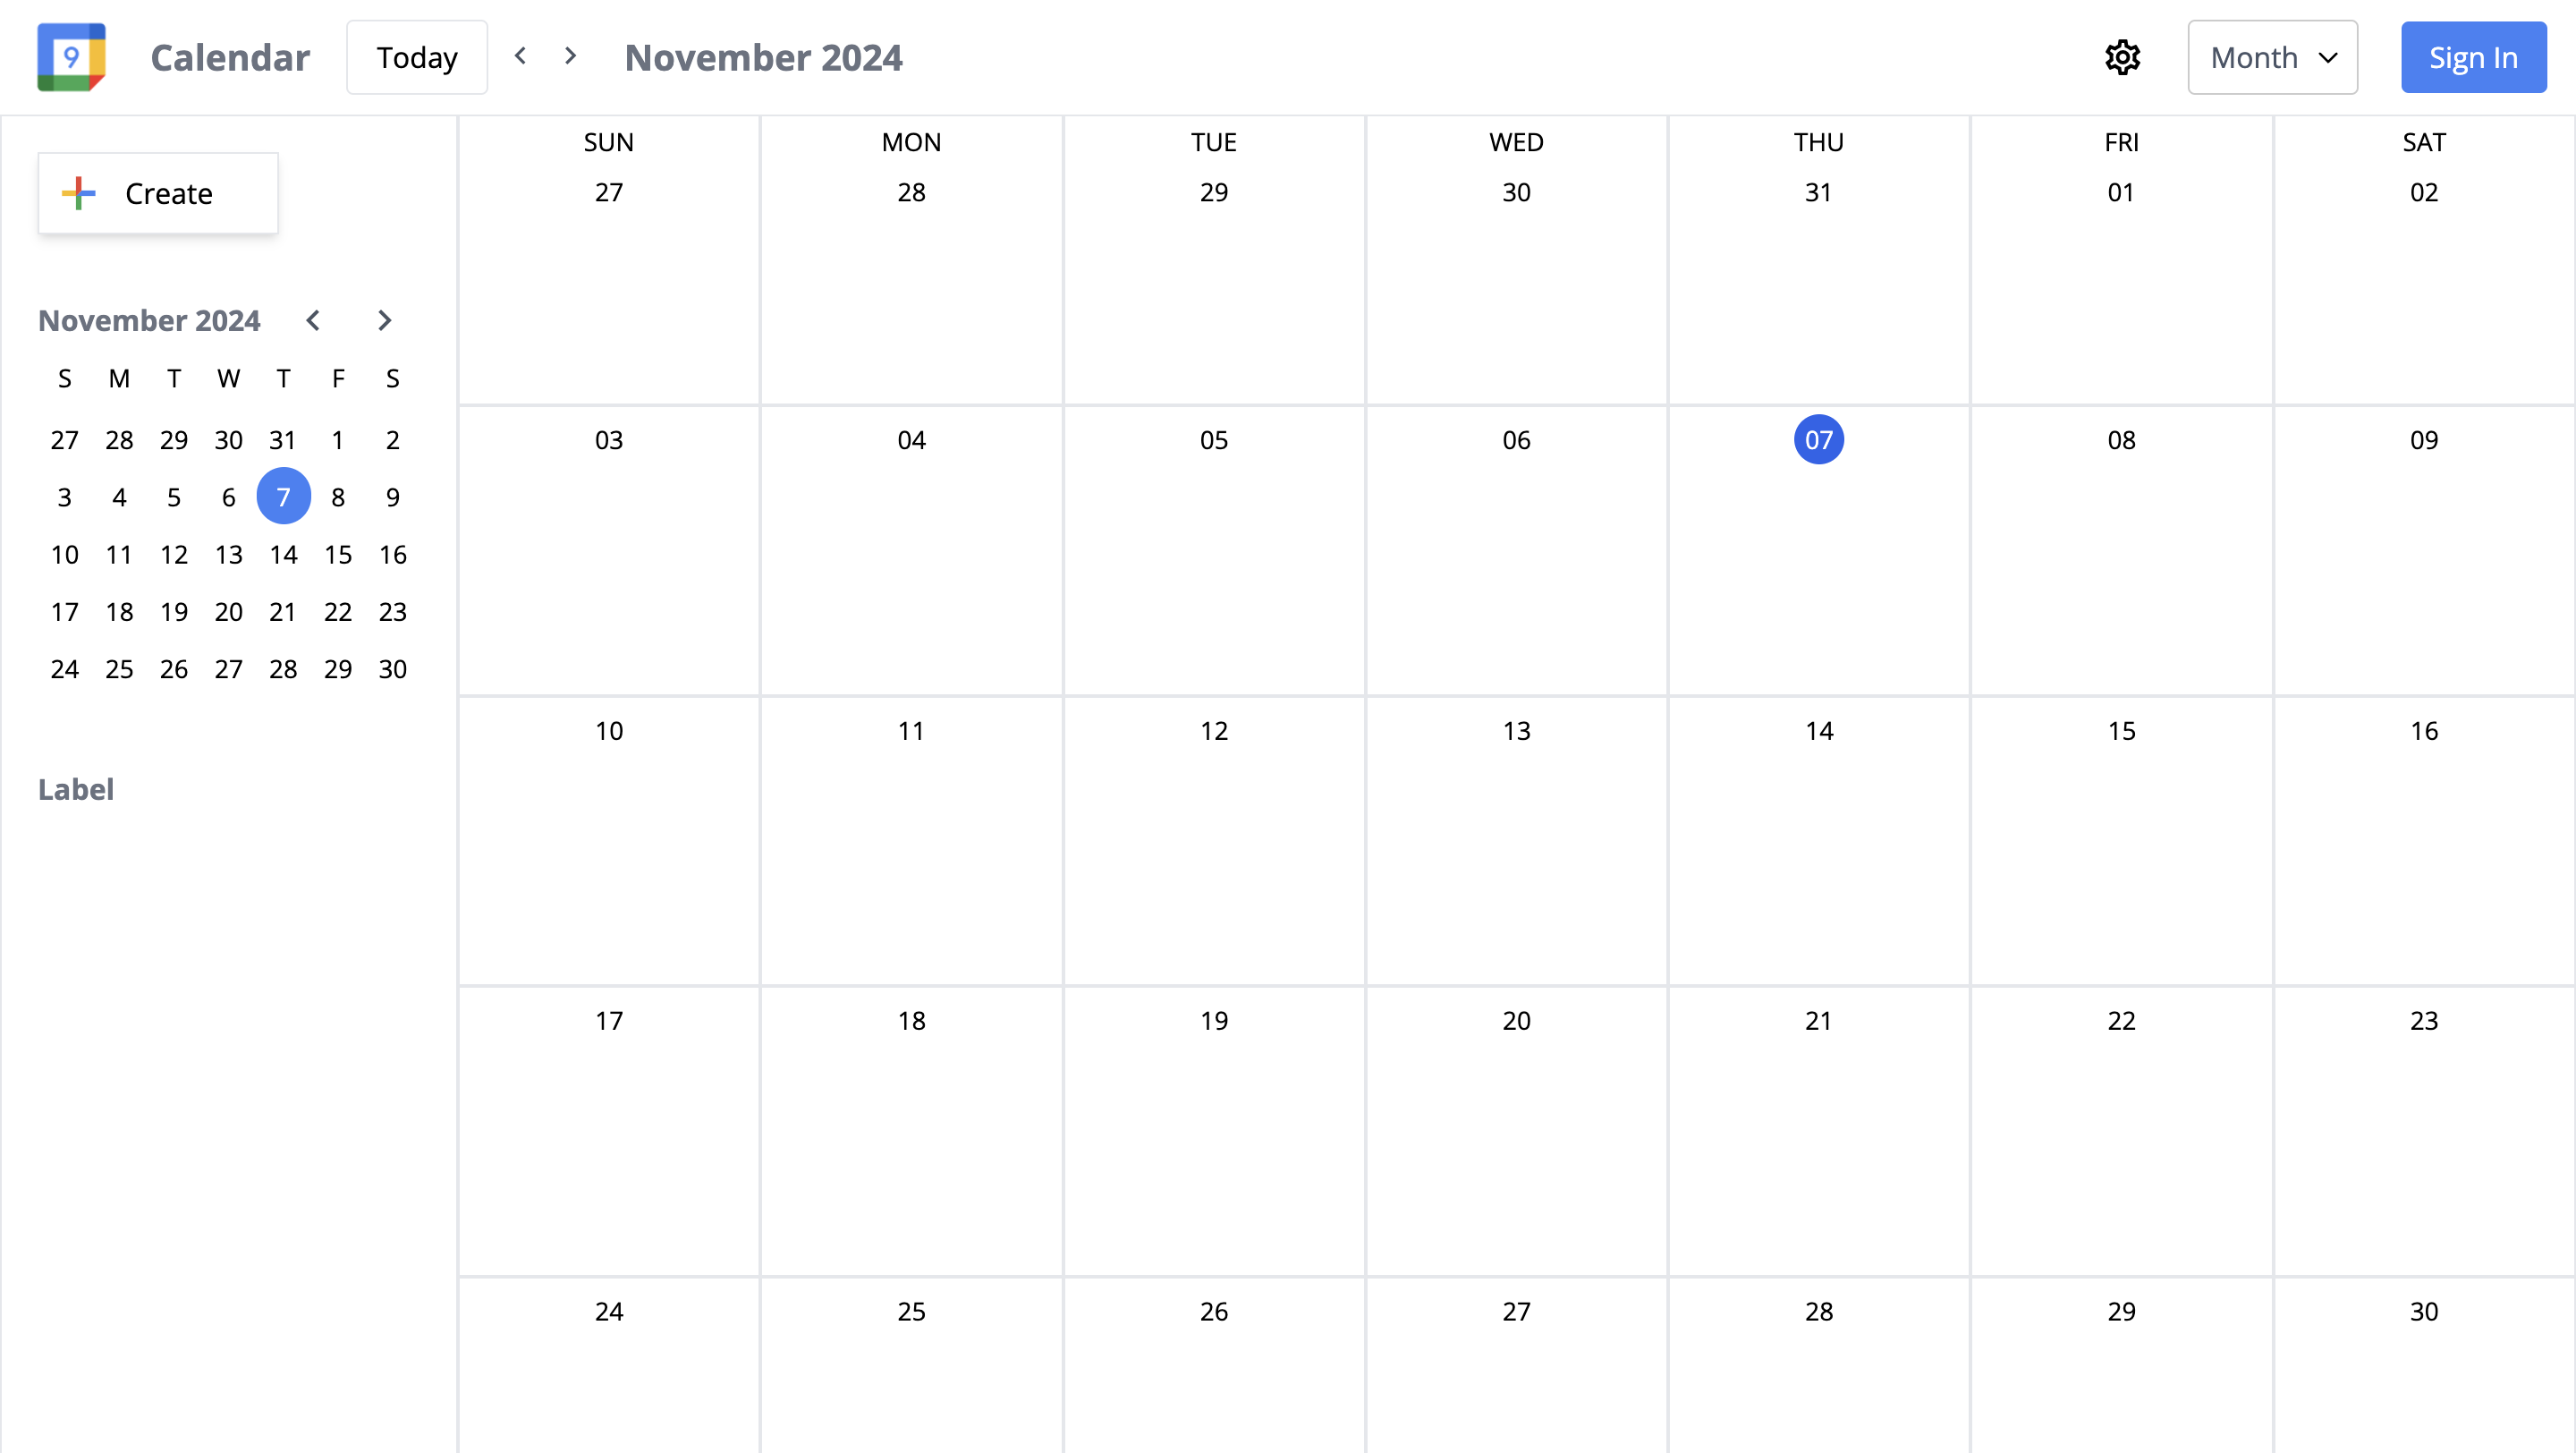 9 Calendar Today November 2024 Month Sign In
Create
November 2024
S M T W T F S
27 28 29 30 31 1 2
3 4 5 6 7 8 9
10 11 12 13 14 15 16
17 18 19 20 21 22 23
24 25 26 27 28 29 30
Label
SUN MON TUE WED THU FRI SAT
27 28 29 30 31 01 02
03 04 05 06 07 08 09
10 11 12 13 14 15 16
17 18 19 20 21 22 23
24 25 26 27 28 29 30